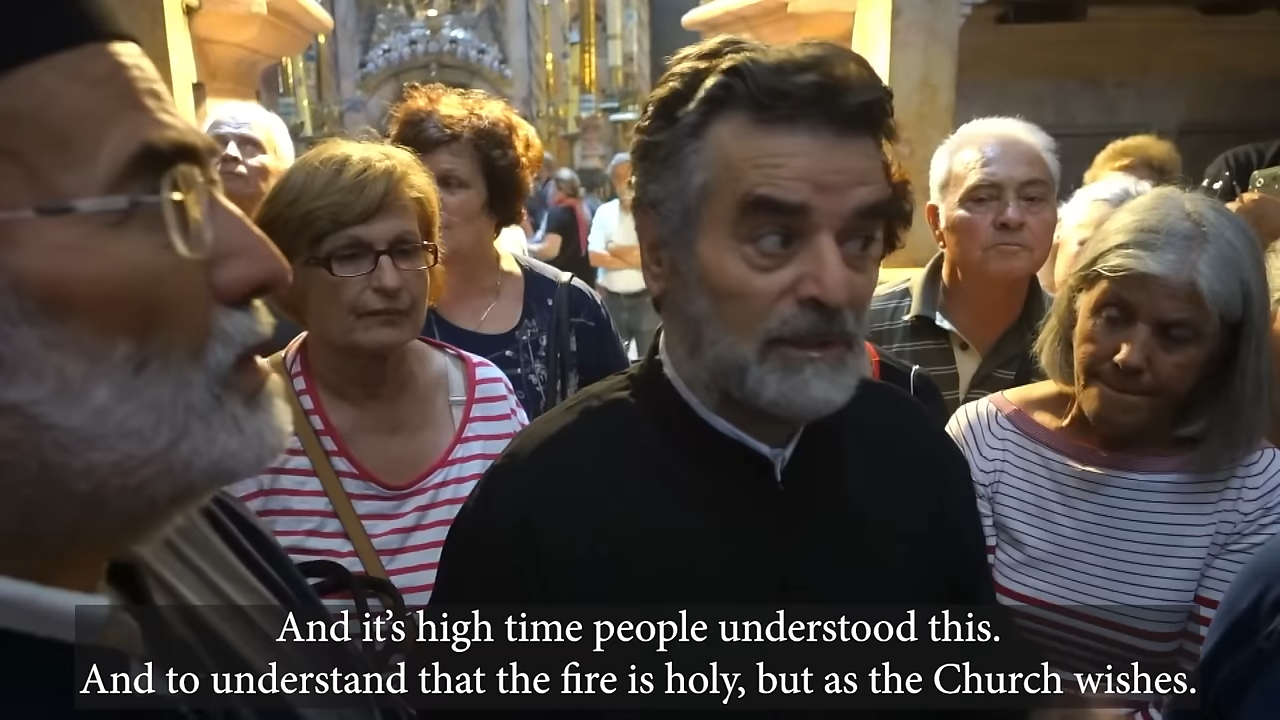 And it’s high time people understood this.
And to understand that the fire is holy, but as the Church wishes.